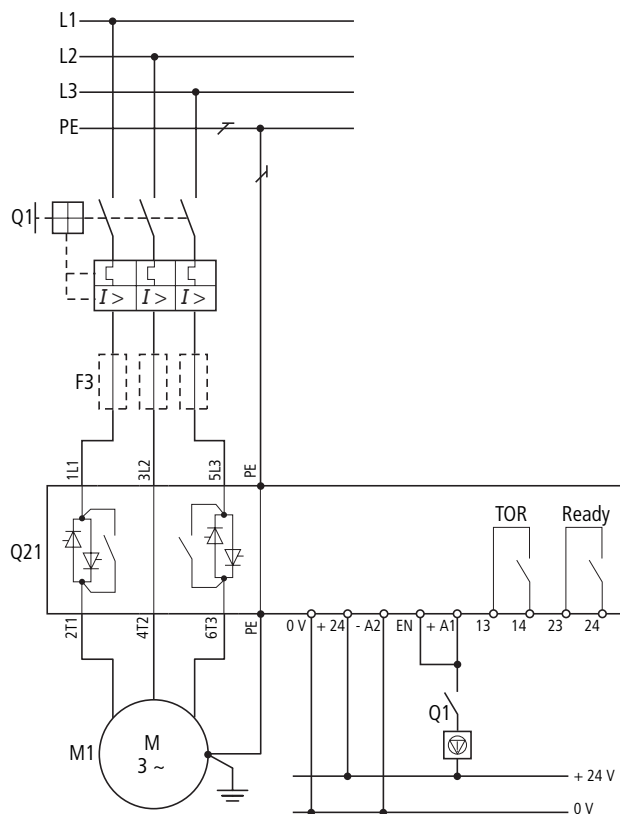 L1
L2
L3
PE
Q1
I > I > I >
F3
1L1 3L2 5L3 PE
TOR Ready
Q21
2T1 4T2 6T3 PE
0 V + 24 - A2 EN + A1 13 14 23 24
Q1
M1
M
3 ~
+ 24 V
0 V